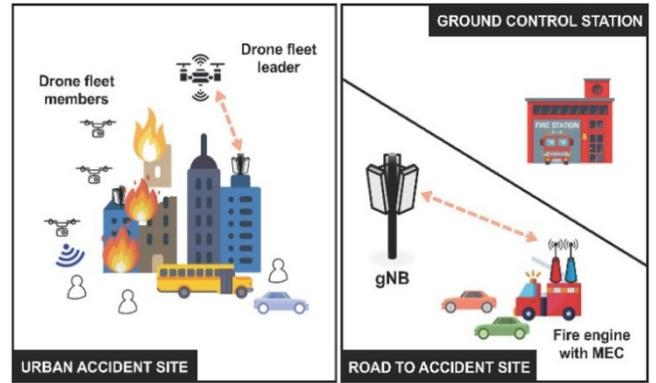 Drone fleet
leader
Drone fleet
members
URBAN ACCIDENT SITE
GROUND CONTROL STATION
FIRE STATION
gNB
Fire engine
with MEC
ROAD TO ACCIDENT SITE